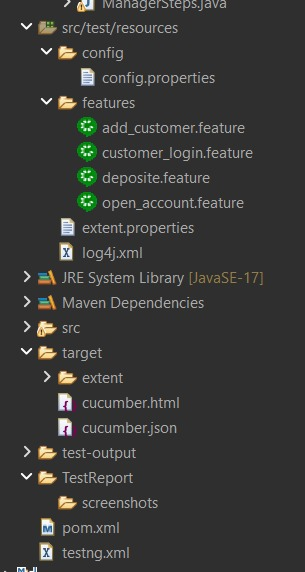 ManagerSteps.java
src/test/resources
config
config.properties
features
add_customer.feature
customer_login.feature
deposite.feature
open_account.feature
extent.properties
log4j.xml
JRE System Library [JavaSE-17]
Maven Dependencies
src
target
extent
cucumber.html
cucumber.json
test-output
TestReport
screenshots
pom.xml
testng.xml